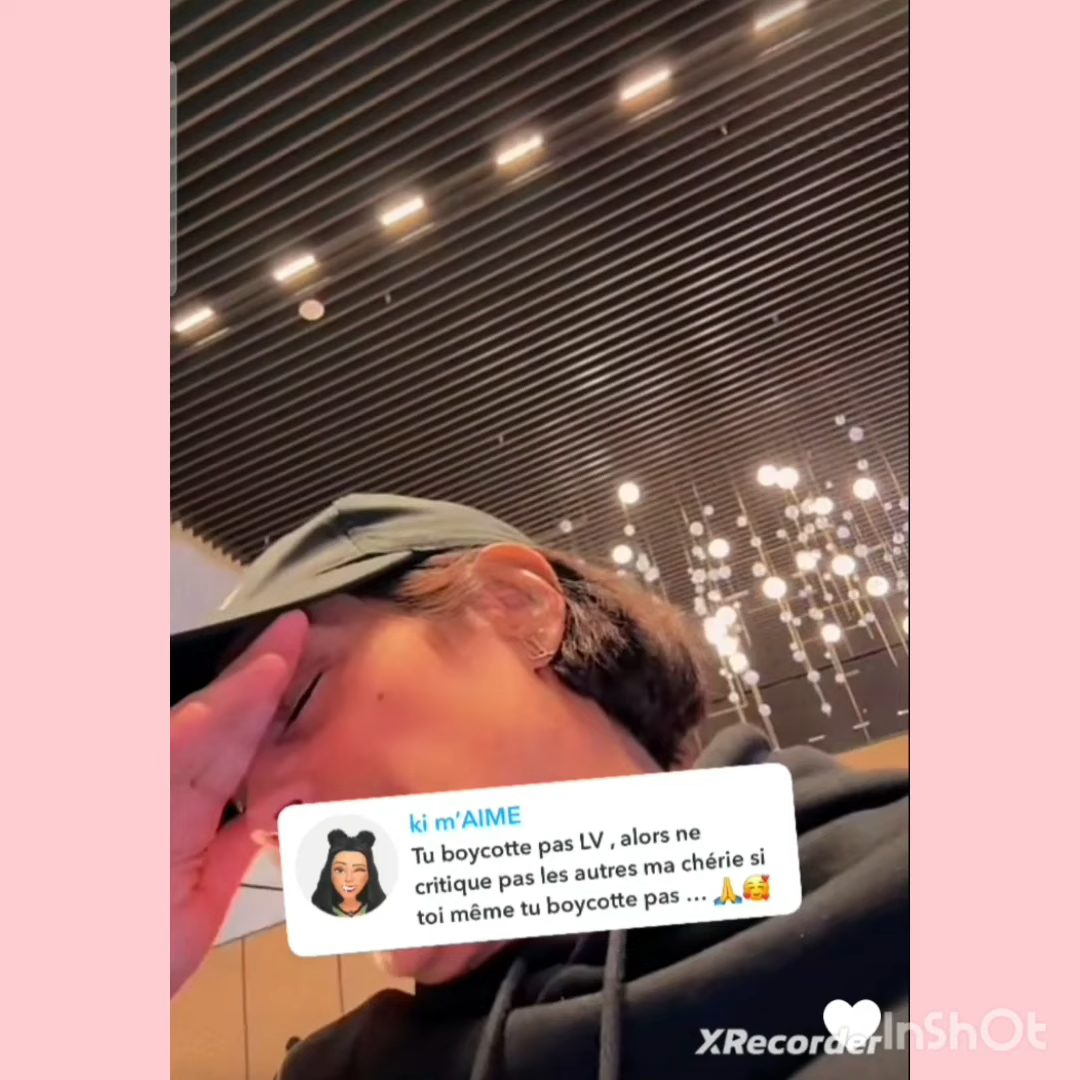 ki m'AIME
Tu boycotte pas LV , alors ne
critique pas les autres ma chérie si
toi même tu boycotte pas ... 🙏🥰
XRecorder
InShOt